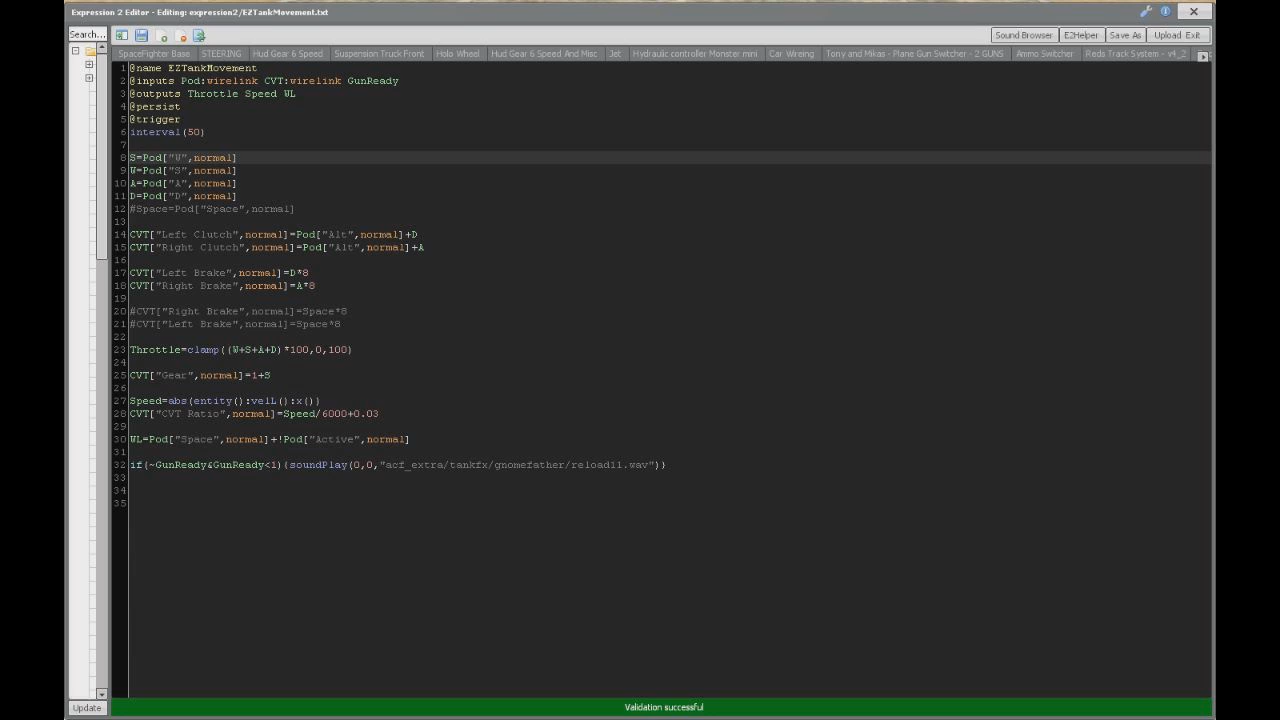 Expression 2 Editor - Editing: expression2/EZTankMovement.txt
Search...
Sound Browser E2Helper Save As Upload Exit
SpaceFighter Base STEERING Hud Gear 6 Speed Suspension Truck Front Holo Wheel Hud Gear 6 Speed And Misc Jet Hydraulic controller Monster mini Car Wireing Tony and Mikas - Plane Gun Switcher - 2 GUNS Ammo Switcher Reds Track System - v4_2
1 @name EZTankMovement
2 @inputs Pod:wirelink CVT:wirelink GunReady
3 @outputs Throttle Speed WL
4 @persist
5 @trigger
6 interval(50)
7
8 S=Pod["W",normal]
9 W=Pod["S",normal]
10 A=Pod["A",normal]
11 D=Pod["D",normal]
12 #Space=Pod["Space",normal]
13
14 CVT["Left Clutch",normal]=Pod["Alt",normal]+D
15 CVT["Right Clutch",normal]=Pod["Alt",normal]+A
16
17 CVT["Left Brake",normal]=D*8
18 CVT["Right Brake",normal]=A*8
19
20 #CVT["Right Brake",normal]=Space*8
21 #CVT["Left Brake",normal]=Space*8
22
23 Throttle=clamp((W+S+A+D)*100,0,100)
24
25 CVT["Gear",normal]=1+S
26
27 Speed=abs(entity():velL():x())
28 CVT["CVT Ratio",normal]=Speed/6000+0.03
29
30 WL=Pod["Space",normal]+!Pod["Active",normal]
31
32 if(~GunReady&GunReady<1){soundPlay(0,0,"acf_extra/tankfx/gnomefather/reload11.wav")}
33
34
35
Update
Validation successful